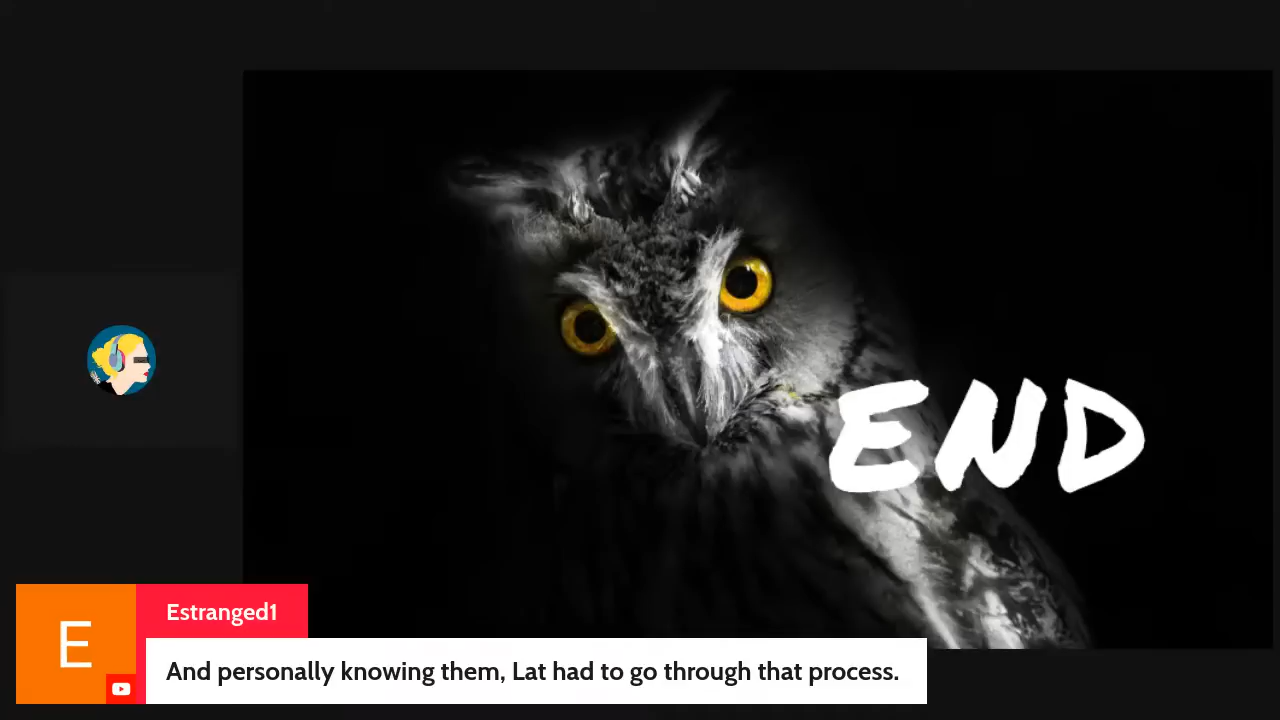 END
E
Estranged1
And personally knowing them, Lat had to go through that process.